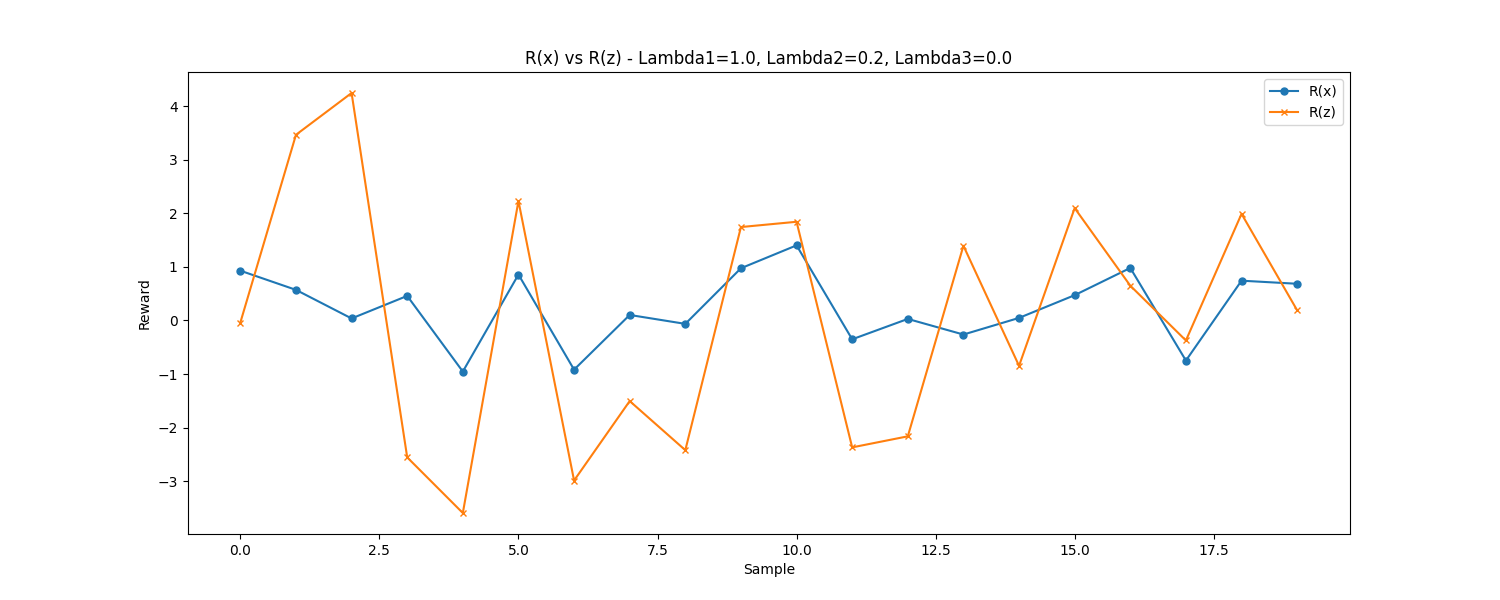 R(x) vs R(z) - Lambda1=1.0, Lambda2=0.2, Lambda3=0.0
R(x)
R(z)
4
3
2
1
0
−1
−2
−3
Reward
0.0 2.5 5.0 7.5 10.0 12.5 15.0 17.5
Sample